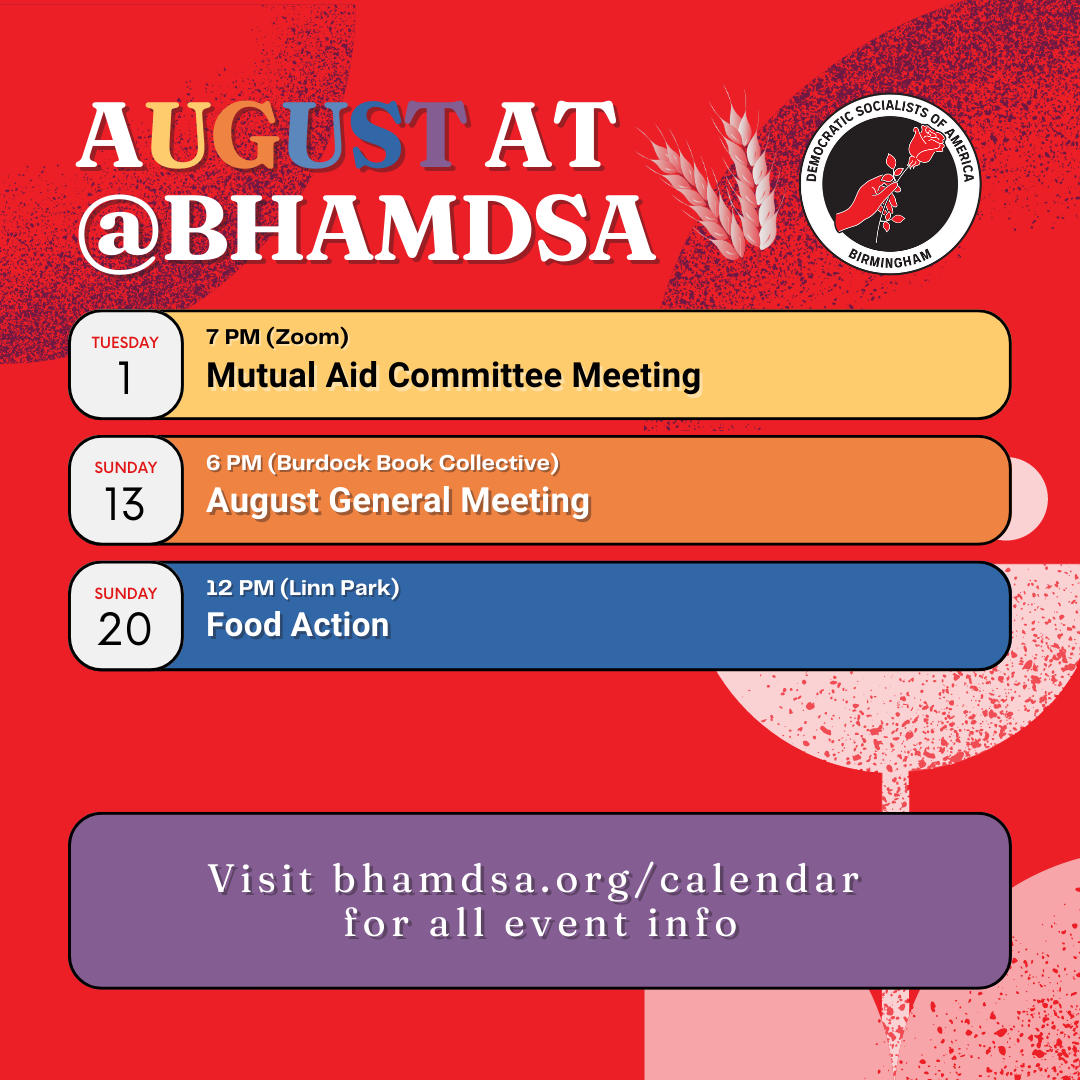 AUGUST AT
@BHAMDSA
DEMOCRATIC SOCIALISTS OF AMERICA
BIRMINGHAM
TUESDAY
1
7 PM (Zoom)
Mutual Aid Committee Meeting
SUNDAY
13
6 PM (Burdock Book Collective)
August General Meeting
SUNDAY
20
12 PM (Linn Park)
Food Action
Visit bhamdsa.org/calendar
for all event info